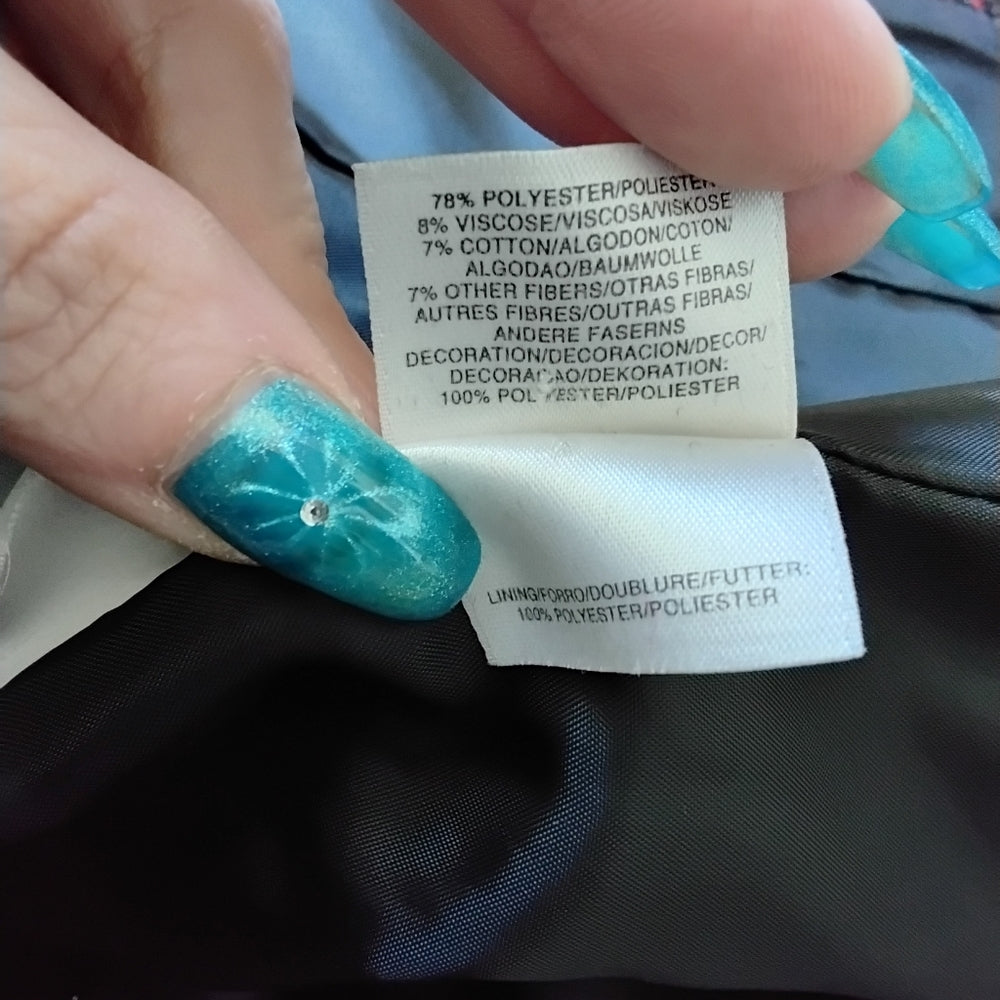 78% POLYESTER/POLIESTER
8% VISCOSE/VISCOSA/VISKOSE
7% COTTON/ALGODON/COTON/
ALGODAO/BAUMWOLLE
7% OTHER FIBERS/OTRAS FIBRAS/
AUTRES FIBRES/OUTRAS FIBRAS/
ANDERE FASERNS
DECORATION/DECORACION/DECOR/
DECORACAO/DEKORATION:
100% POLYESTER/POLIESTER
LINING/FORRO/DOUBLURE/FUTTER:
100% POLYESTER/POLIESTER